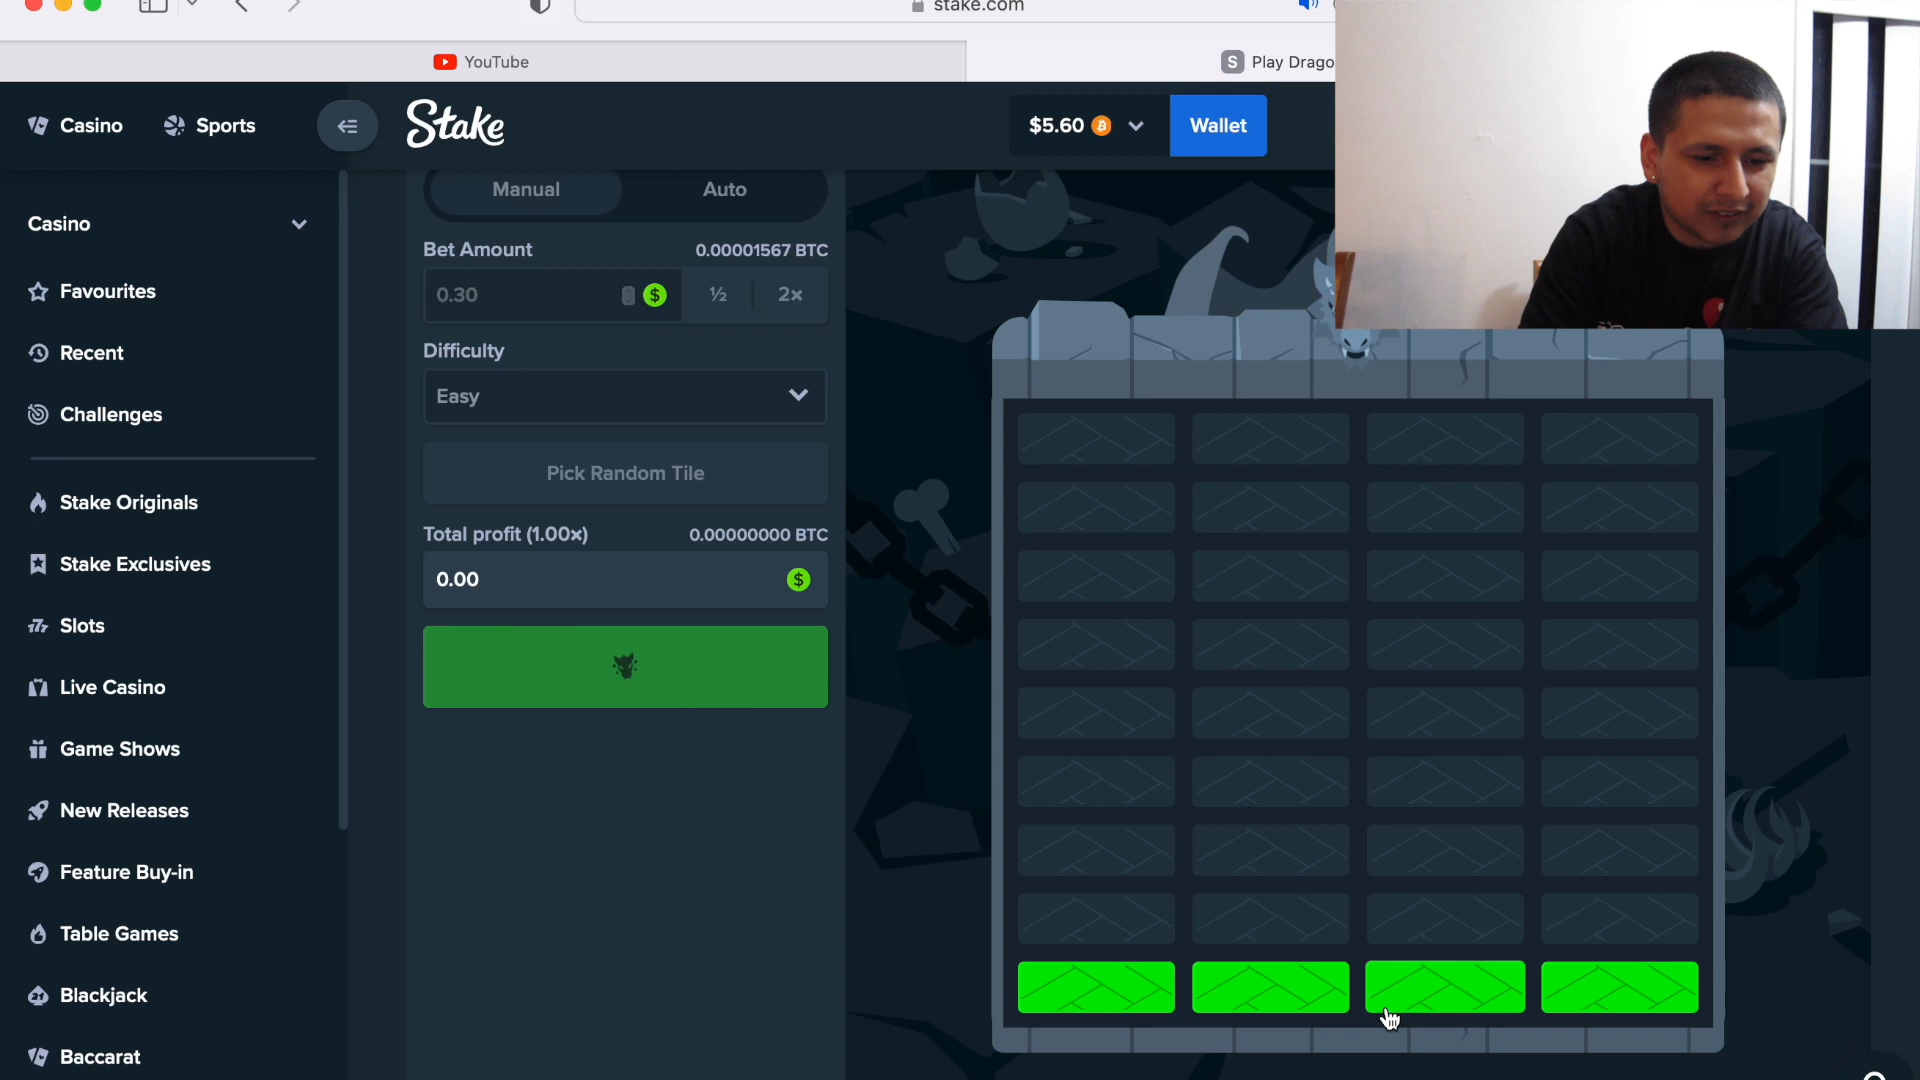 stake.com
YouTube
S Play Drago
Casino
Sports
Stake
$5.60
Wallet
Manual
Auto
Casino
Bet Amount
0.00001567 BTC
0.30
$
½
2×
Favourites
Recent
Difficulty
Easy
Challenges
Pick Random Tile
Stake Originals
Total profit (1.00×)
0.00000000 BTC
Stake Exclusives
0.00
$
Slots
Live Casino
Game Shows
New Releases
Feature Buy-in
Table Games
21
Blackjack
Baccarat